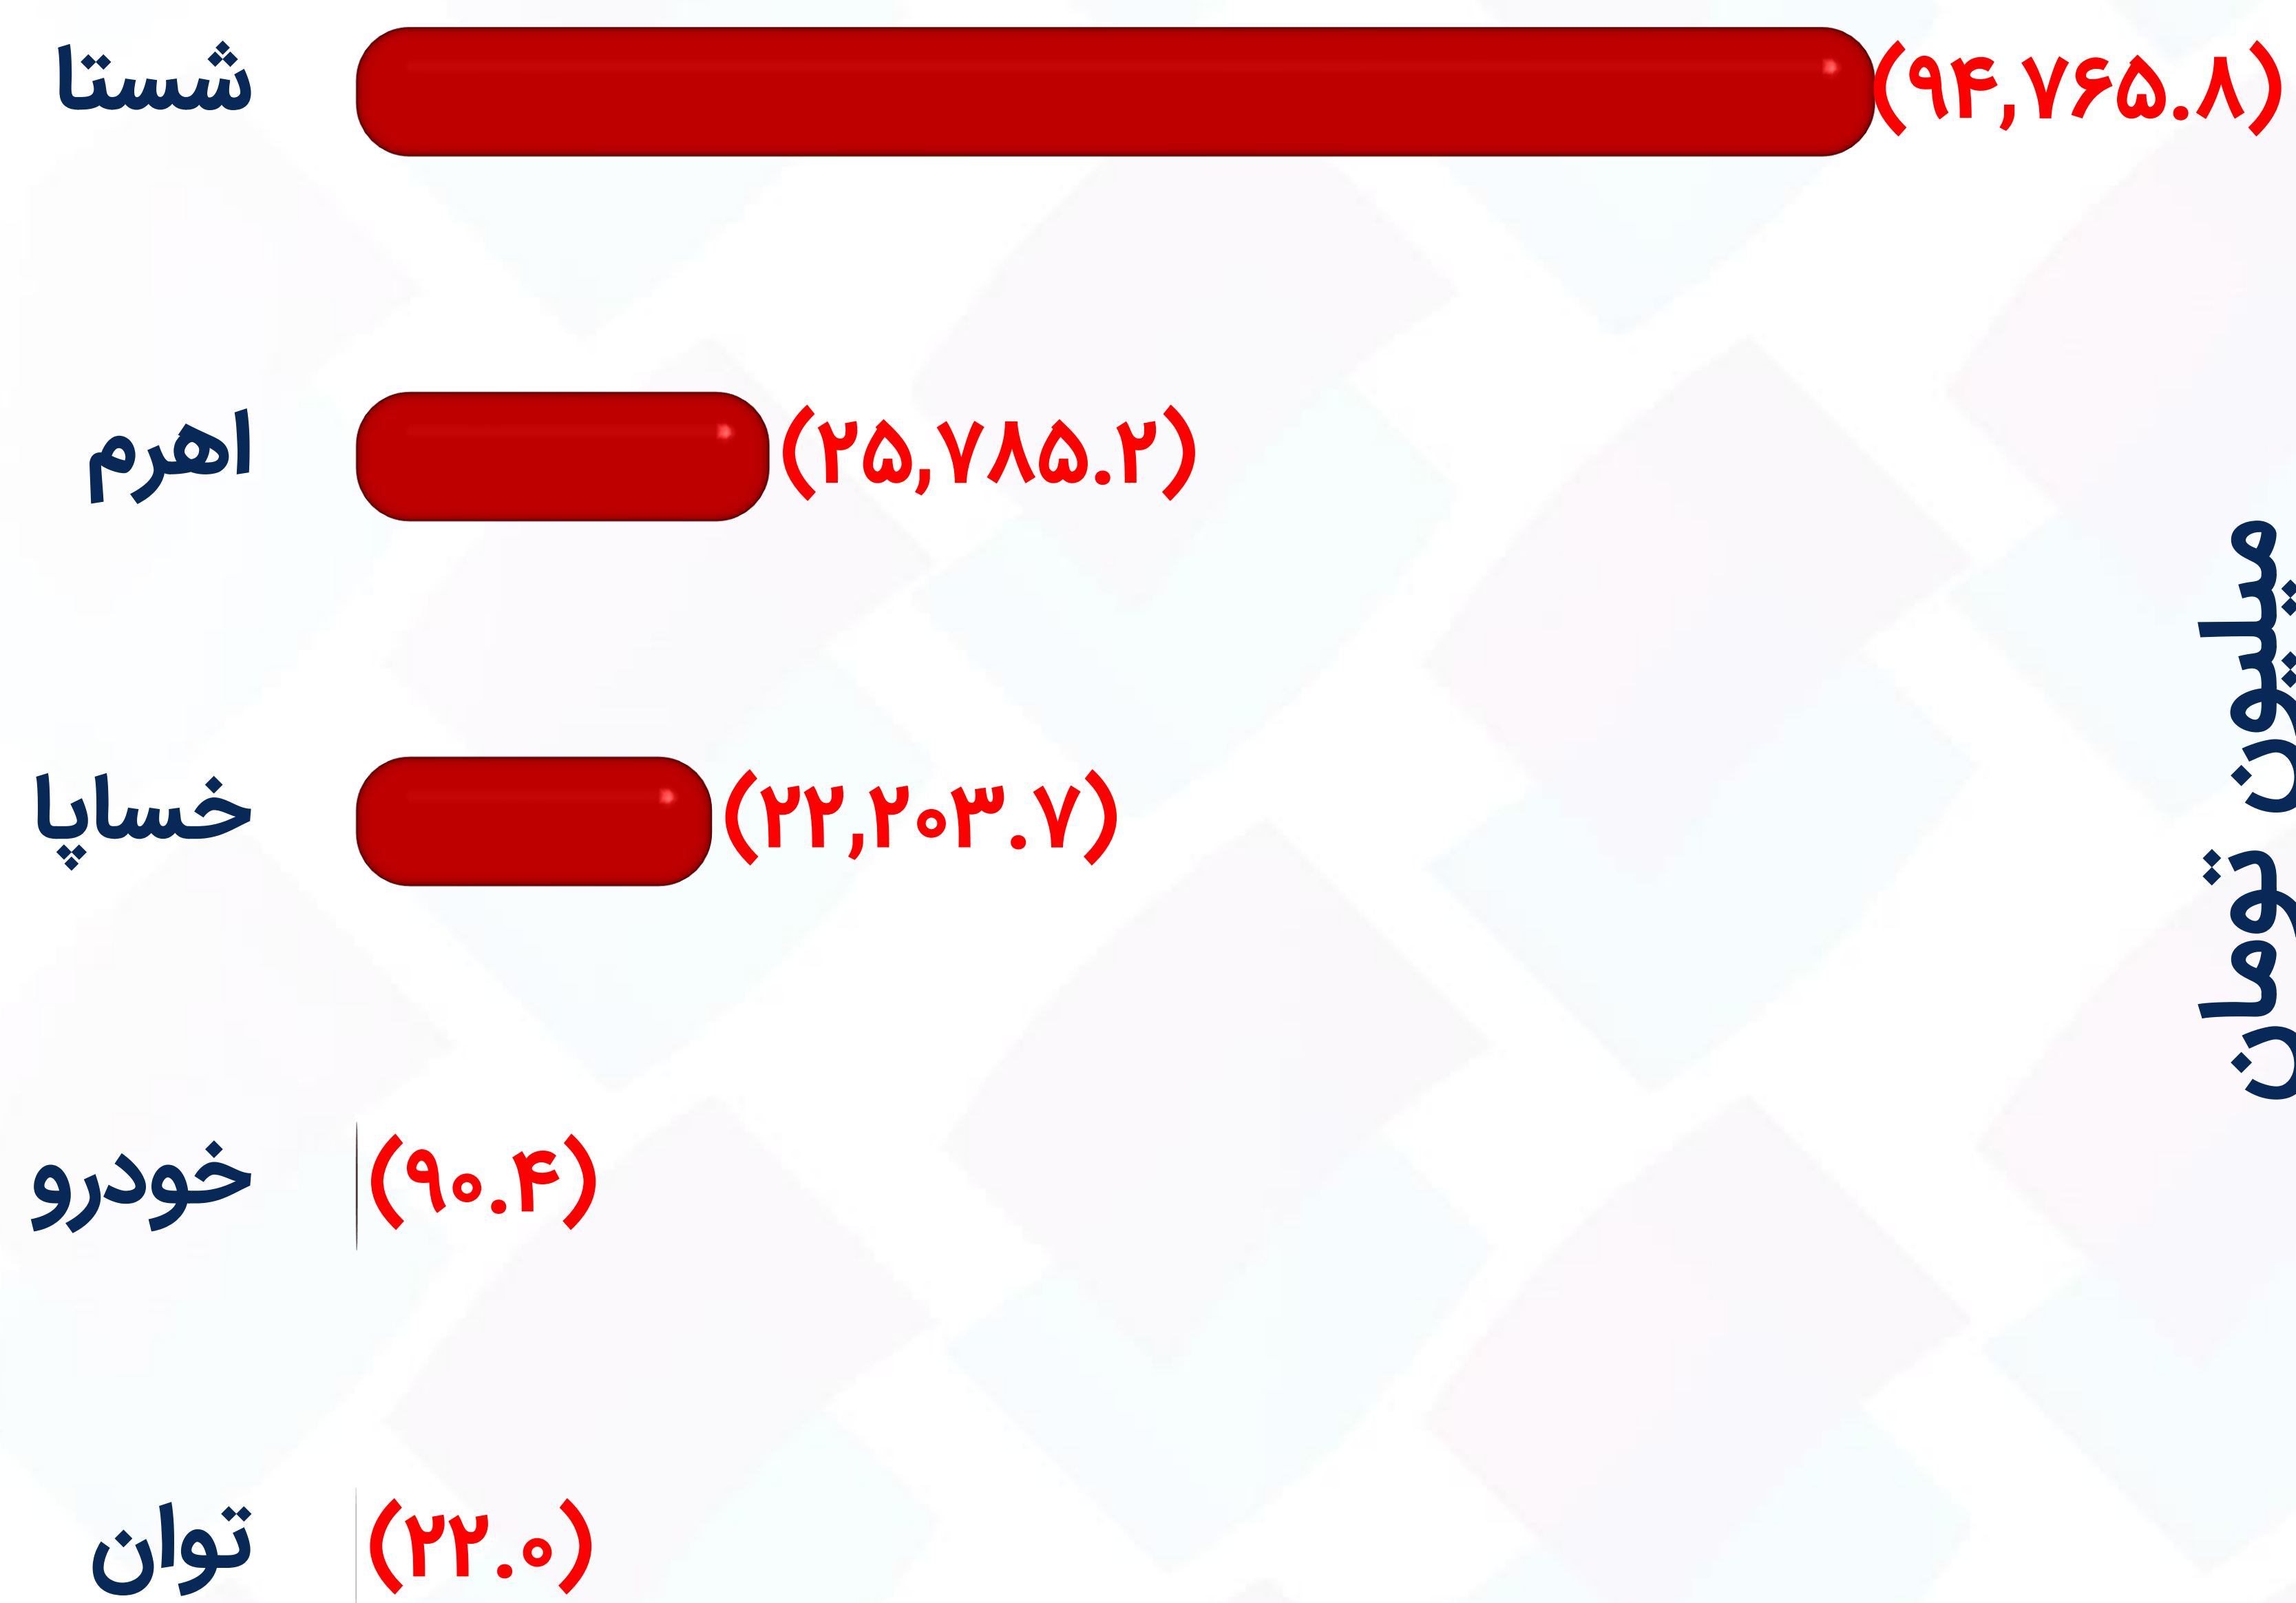 شستا (۹۴,۷۶۵.۸)
اهرم (۲۵,۷۸۵.۲)
خساپا (۲۲,۲۰۳.۷)
خودرو (۹۰.۴)
توان (۲۲.۰)
میلیون تومان